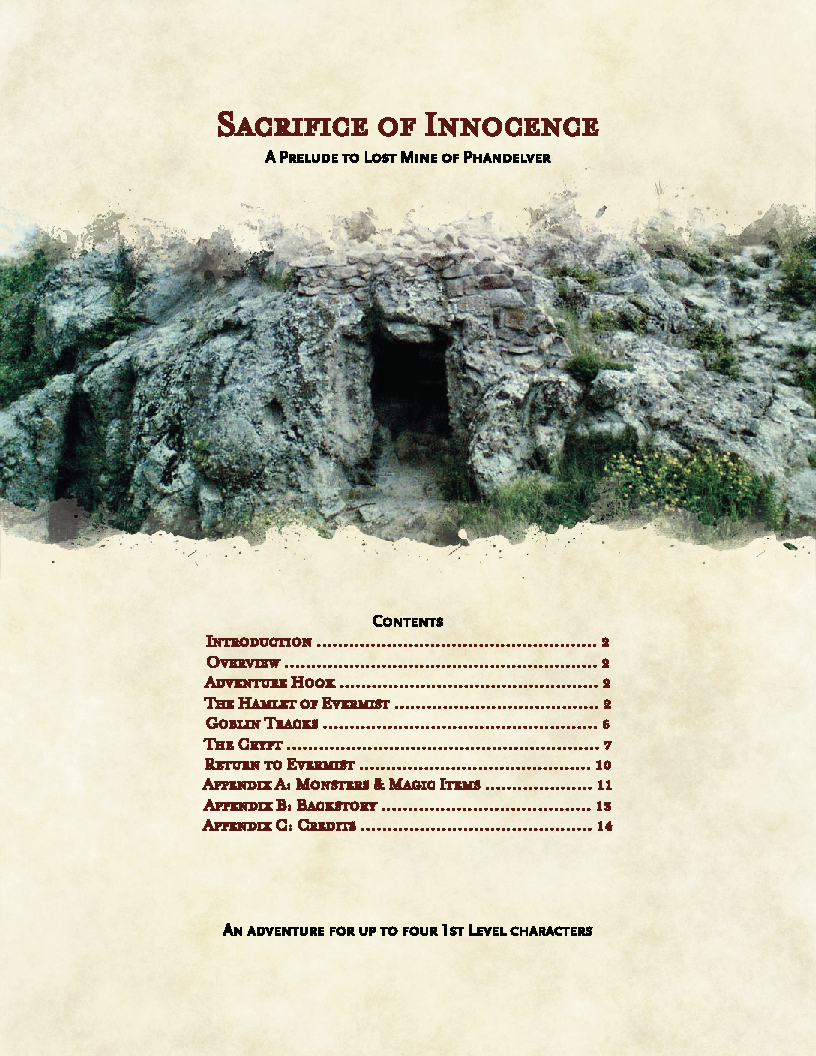 Sacrifice of Innocence
A Prelude to Lost Mine of Phandelver
Contents
Introduction ..................................................... 2
Overview ........................................................... 2
Adventure Hook ................................................. 2
The Hamlet of Evermist ....................................... 2
Goblin Tracks .................................................... 6
The Crypt ........................................................... 7
Return to Evermist ............................................ 10
Appendix A: Monsters & Magic Items .................... 11
Appendix B: Backstory ........................................ 13
Appendix C: Credits ............................................ 14
An adventure for up to four 1st Level characters